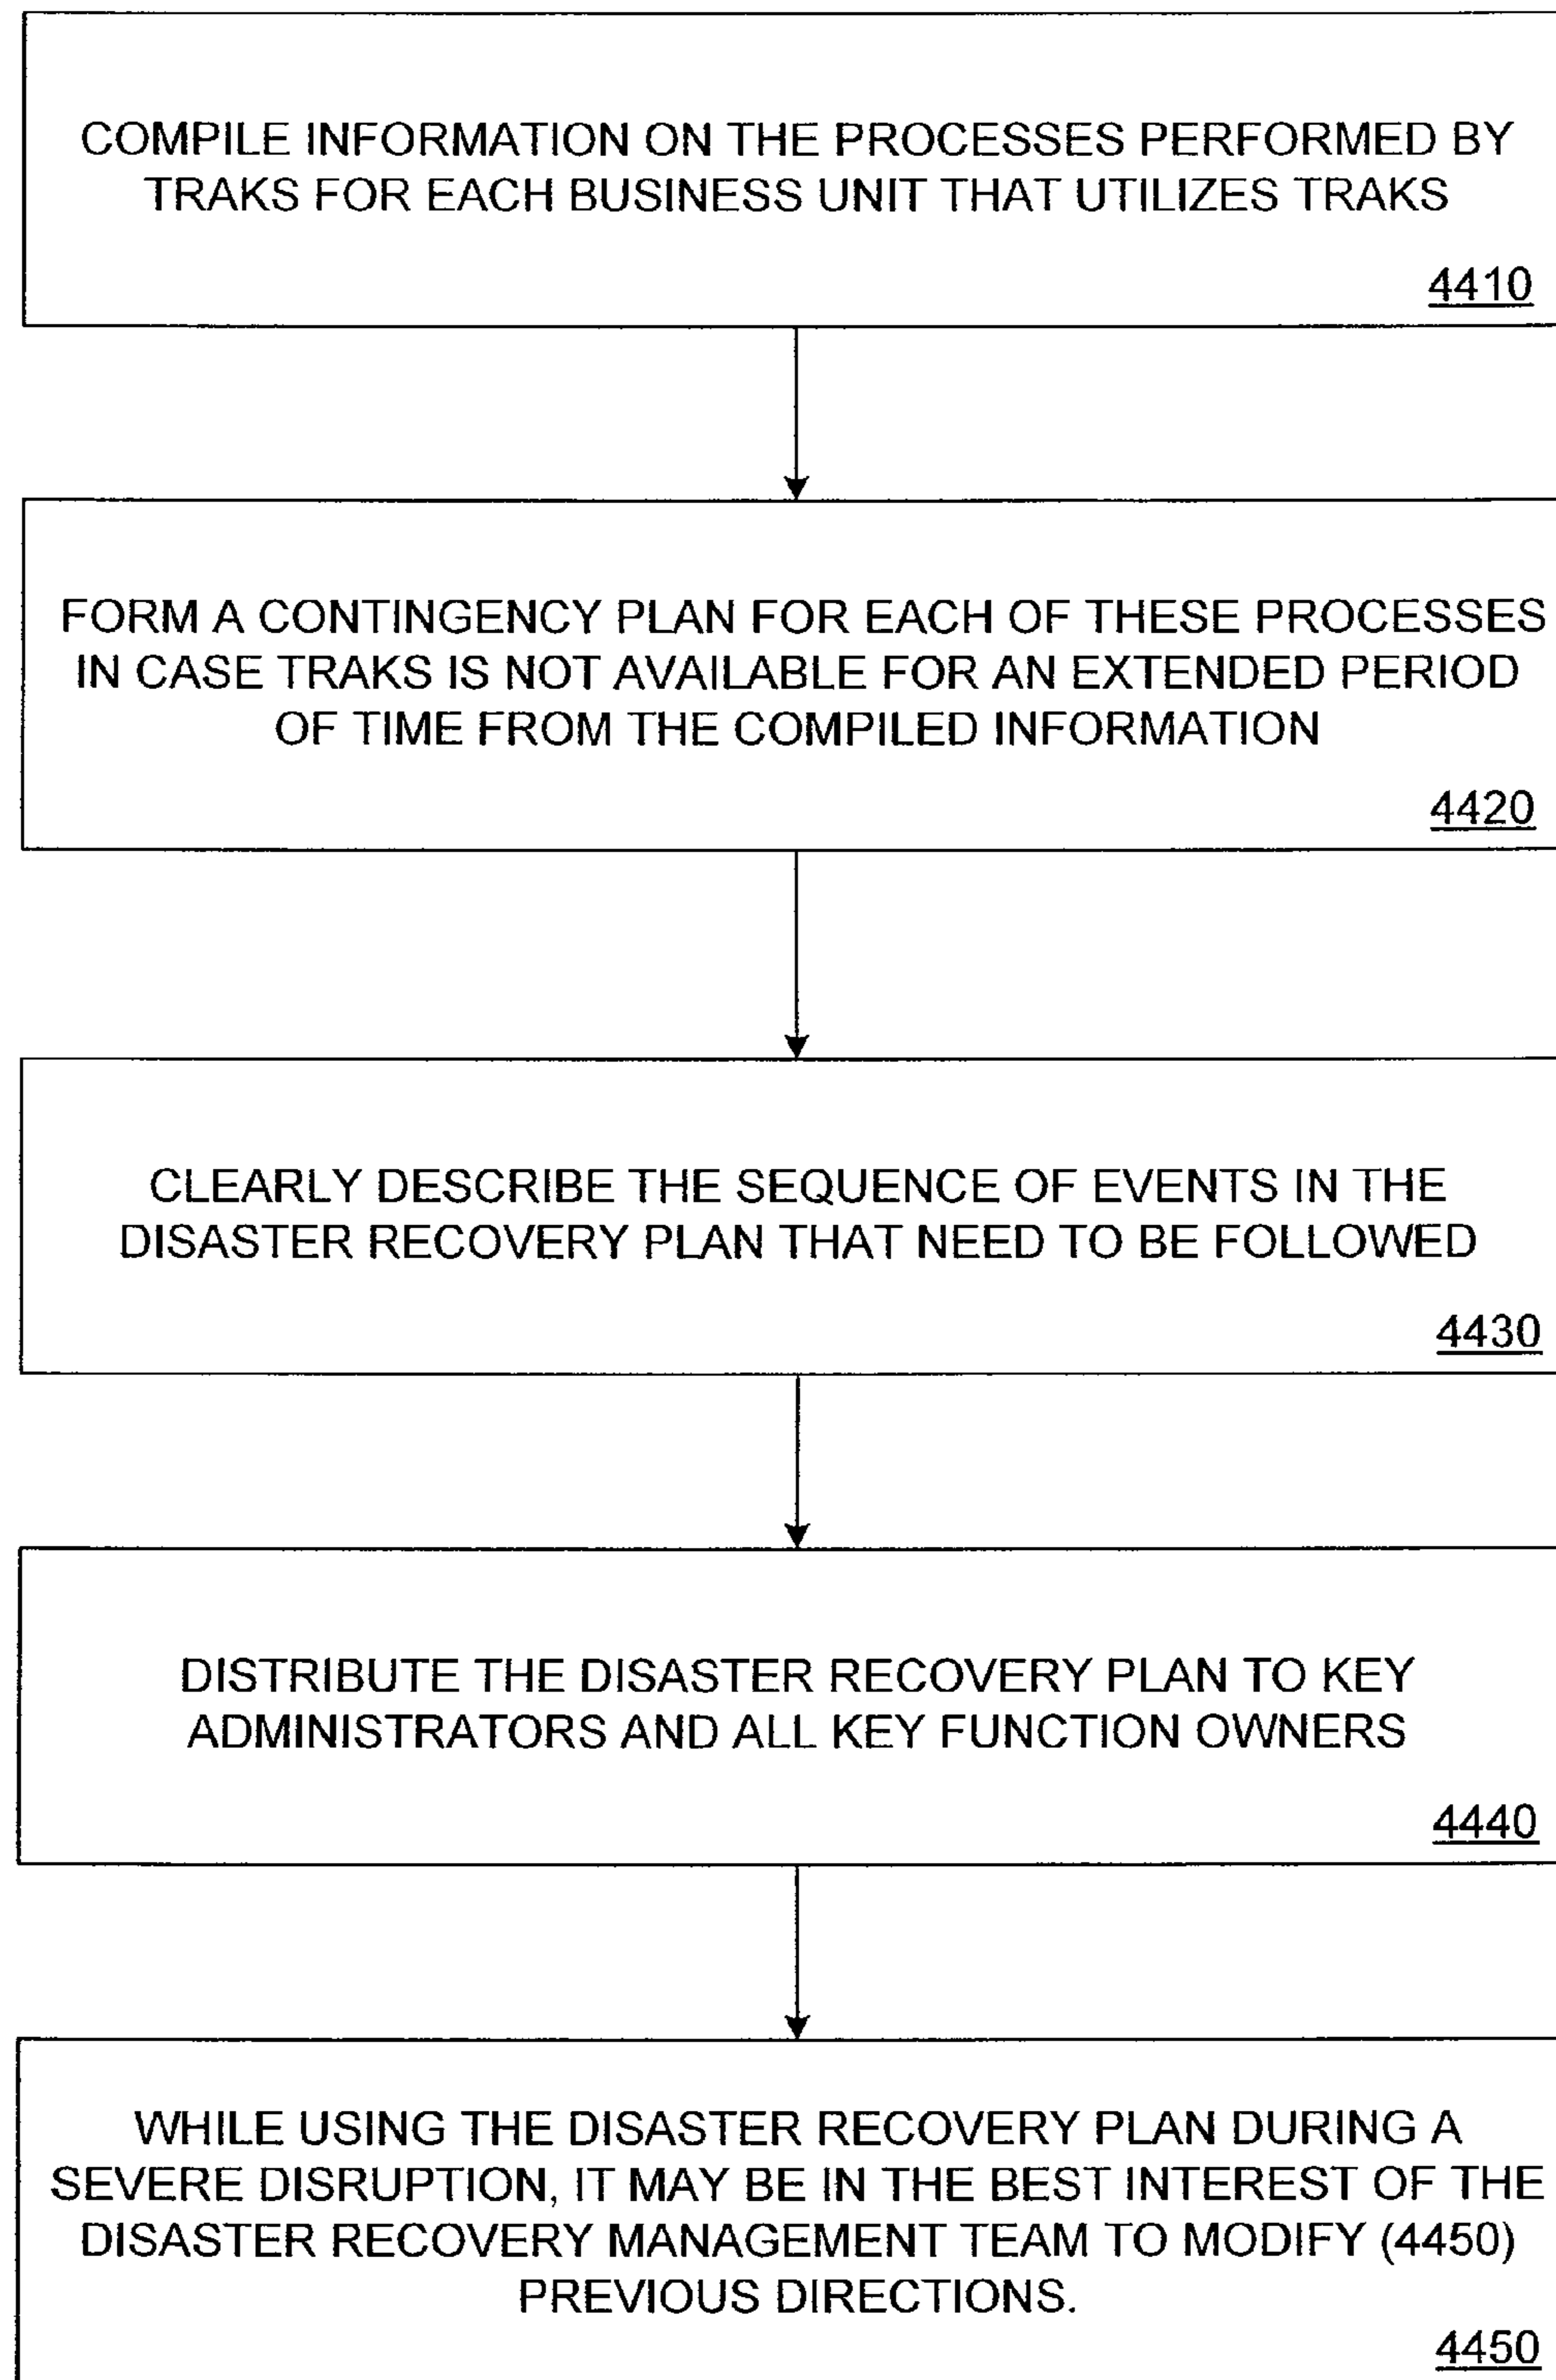 COMPILE INFORMATION ON THE PROCESSES PERFORMED BY
TRAKS FOR EACH BUSINESS UNIT THAT UTILIZES TRAKS
4410
FORM A CONTINGENCY PLAN FOR EACH OF THESE PROCESSES
IN CASE TRAKS IS NOT AVAILABLE FOR AN EXTENDED PERIOD
OF TIME FROM THE COMPILED INFORMATION
4420
CLEARLY DESCRIBE THE SEQUENCE OF EVENTS IN THE
DISASTER RECOVERY PLAN THAT NEED TO BE FOLLOWED
4430
DISTRIBUTE THE DISASTER RECOVERY PLAN TO KEY
ADMINISTRATORS AND ALL KEY FUNCTION OWNERS
4440
WHILE USING THE DISASTER RECOVERY PLAN DURING A
SEVERE DISRUPTION, IT MAY BE IN THE BEST INTEREST OF THE
DISASTER RECOVERY MANAGEMENT TEAM TO MODIFY (4450)
PREVIOUS DIRECTIONS.
4450